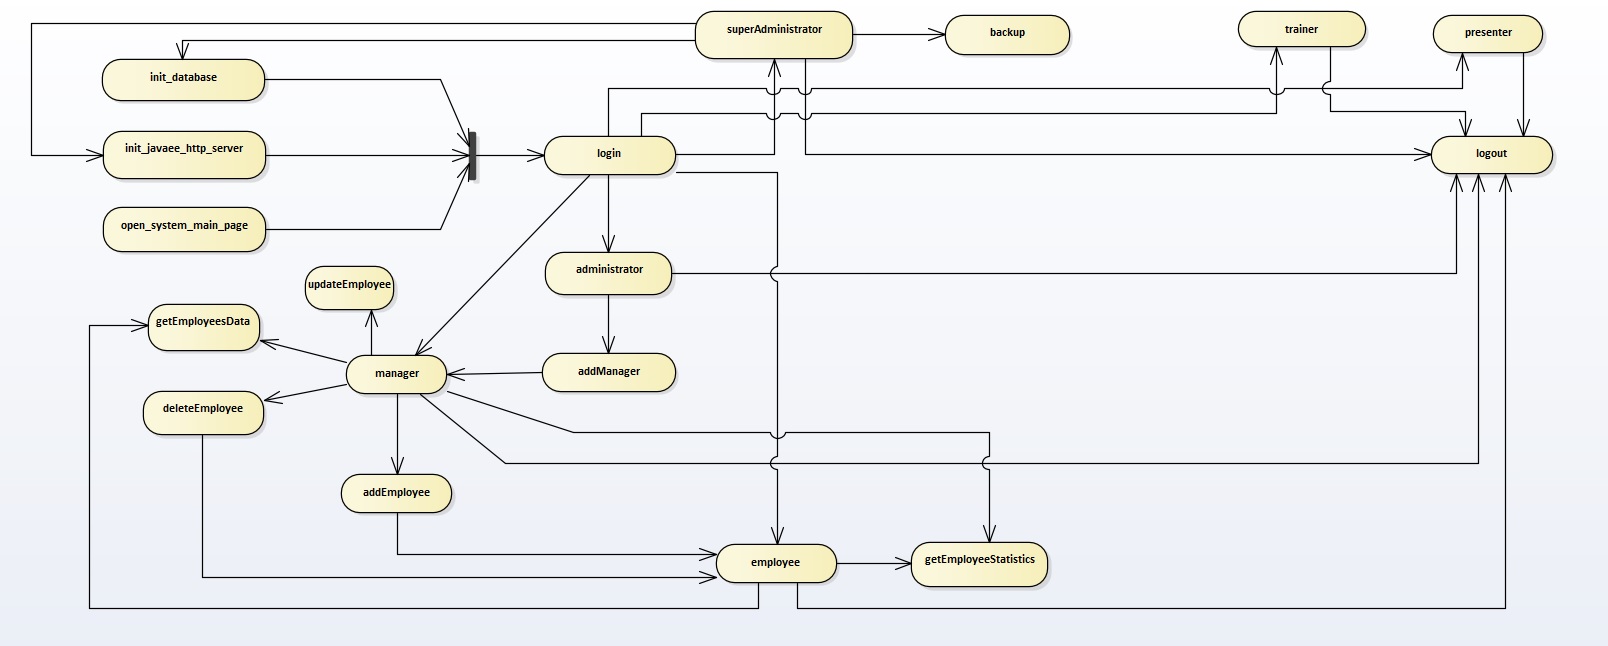 superAdministrator
backup
trainer
presenter
init_database
init_javaee_http_server
login
logout
open_system_main_page
administrator
updateEmployee
getEmployeesData
manager
addManager
deleteEmployee
addEmployee
employee
getEmployeeStatistics